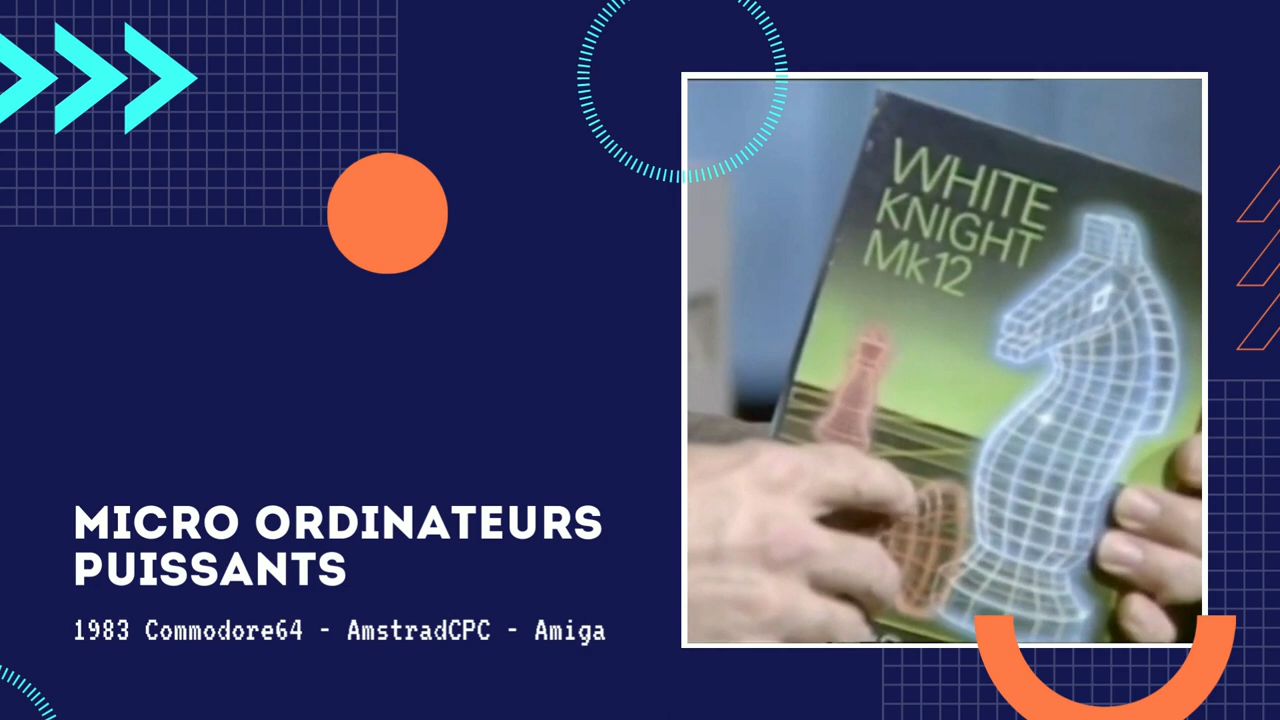 WHITE
KNIGHT
Mk12
MICRO ORDINATEURS
PUISSANTS
1983 Commodore64 - AmstradCPC - Amiga